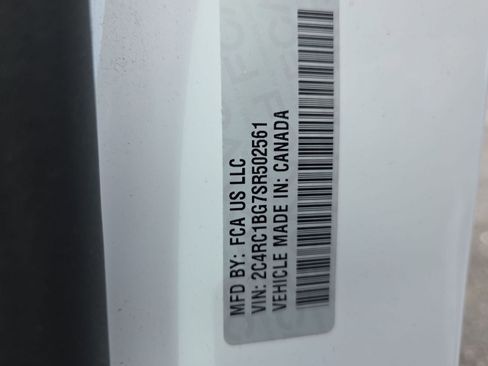 MFD BY: FCA US LLC
VIN: 2C4RC1BG7SR502561
VEHICLE MADE IN: CANADA